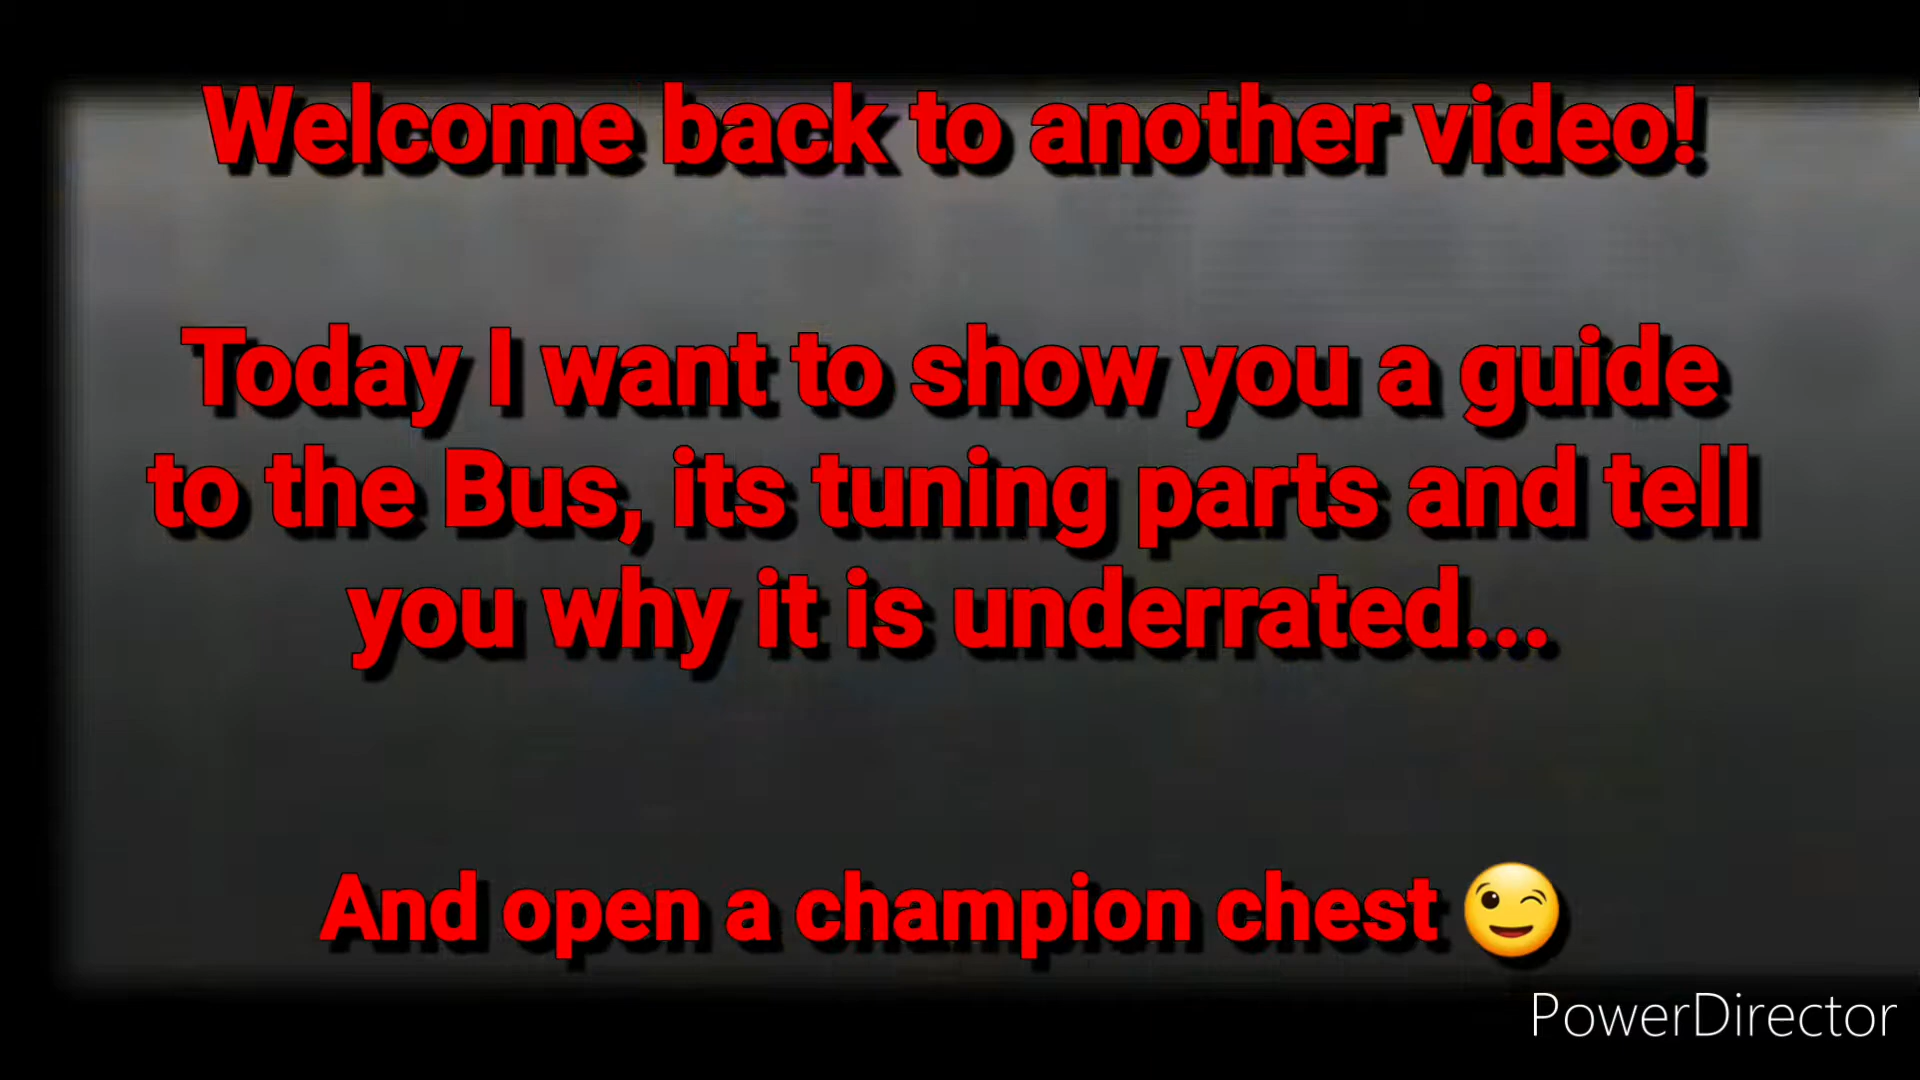 Welcome back to another video!
Today I want to show you a guide
to the Bus, its tuning parts and tell
you why it is underrated...
And open a champion chest 😉
PowerDirector